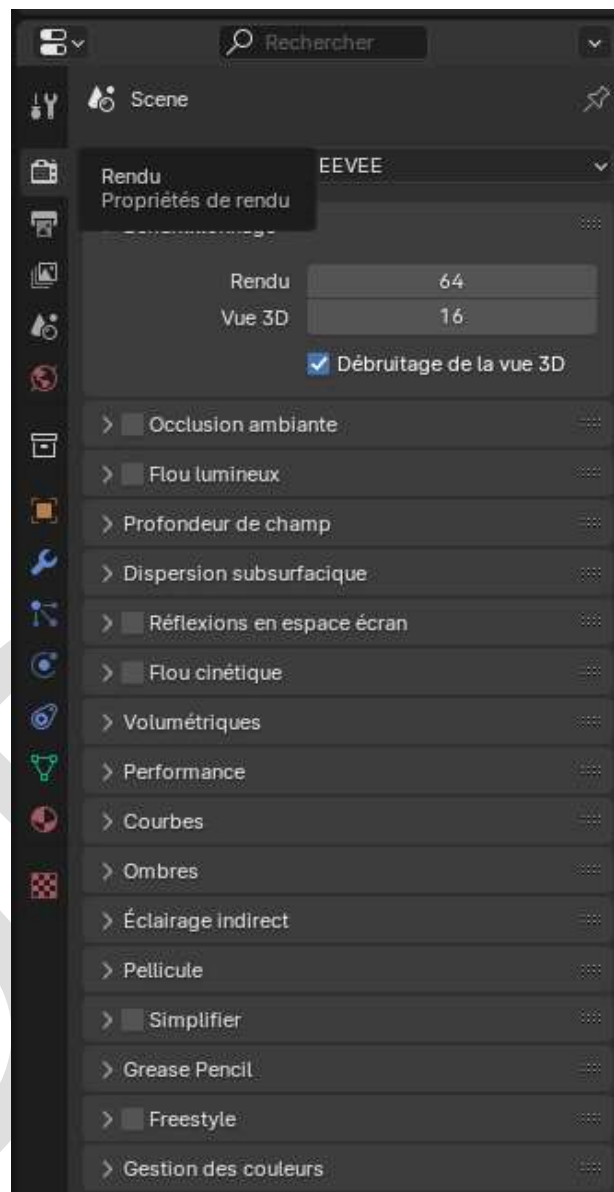 Rechercher
Scene
EEVEE
Rendu
Propriétés de rendu
Rendu 64
Vue 3D 16
Débruitage de la vue 3D
Occlusion ambiante
Flou lumineux
Profondeur de champ
Dispersion subsurfacique
Réflexions en espace écran
Flou cinétique
Volumétriques
Performance
Courbes
Ombres
Éclairage indirect
Pellicule
Simplifier
Grease Pencil
Freestyle
Gestion des couleurs